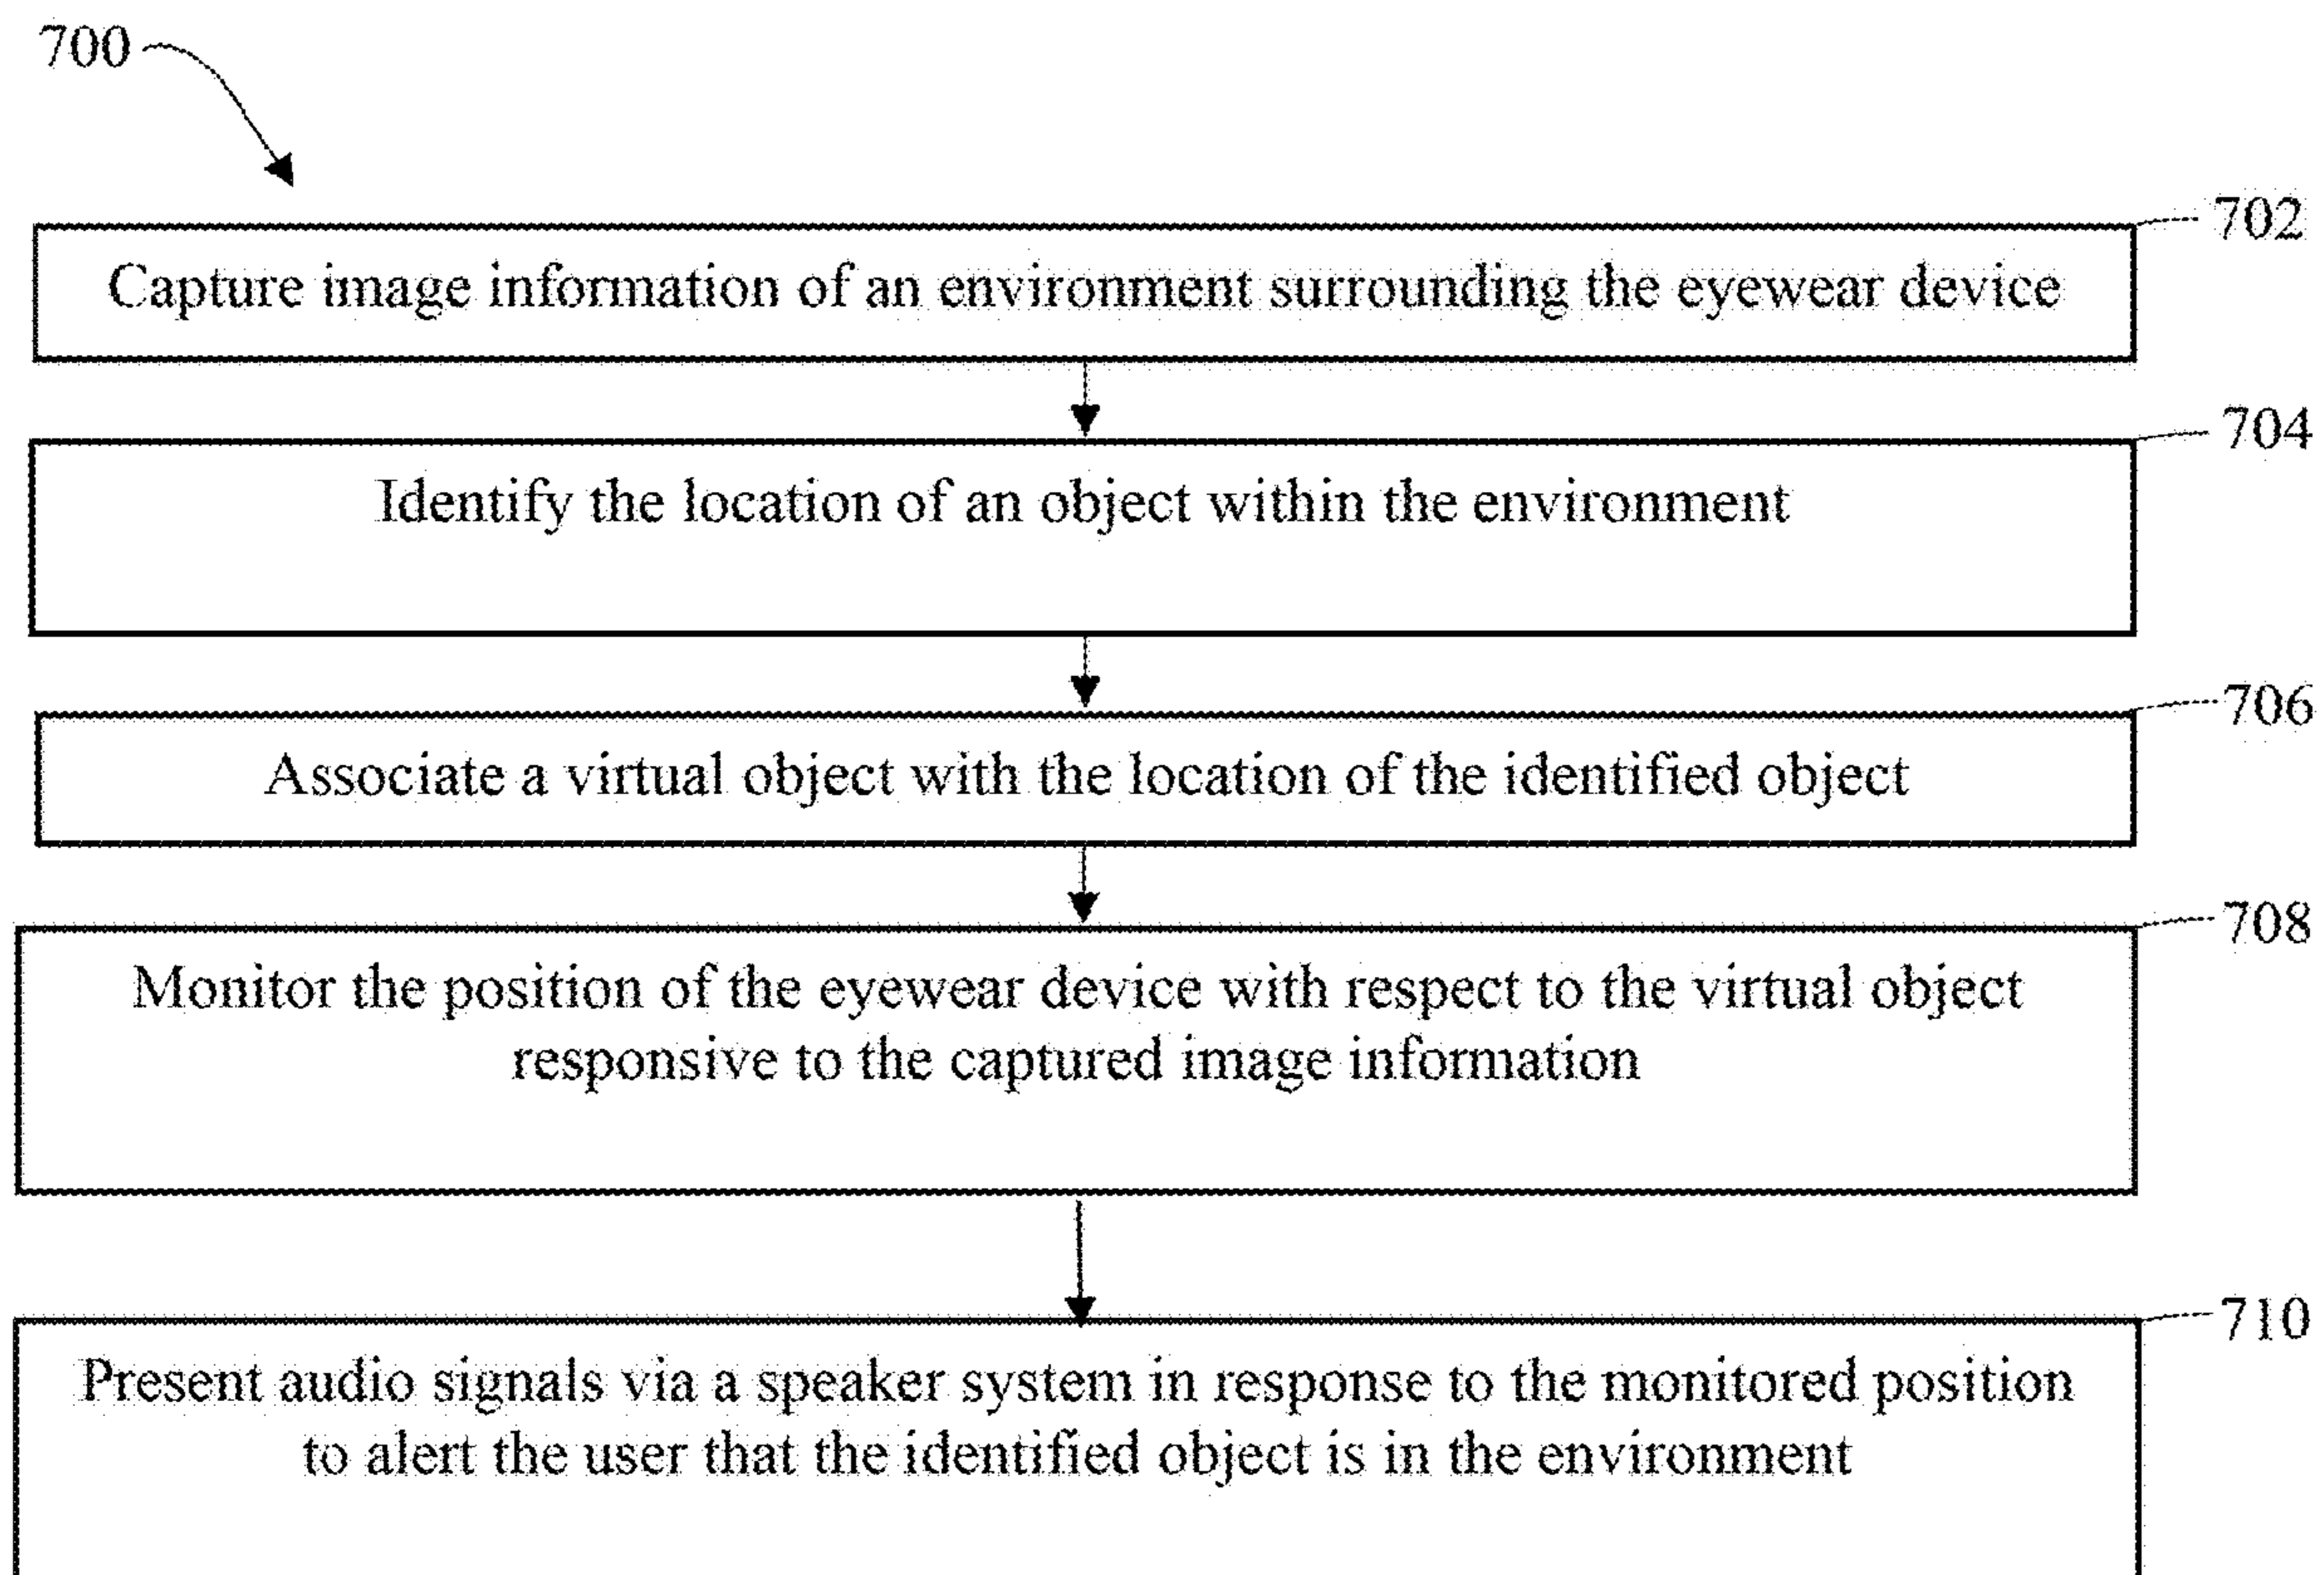 700
702
Capture image information of an environment surrounding the eyewear device
704
Identify the location of an object within the environment
706
Associate a virtual object with the location of the identified object
708
Monitor the position of the eyewear device with respect to the virtual object
responsive to the captured image information
710
Present audio signals via a speaker system in response to the monitored position
to alert the user that the identified object is in the environment